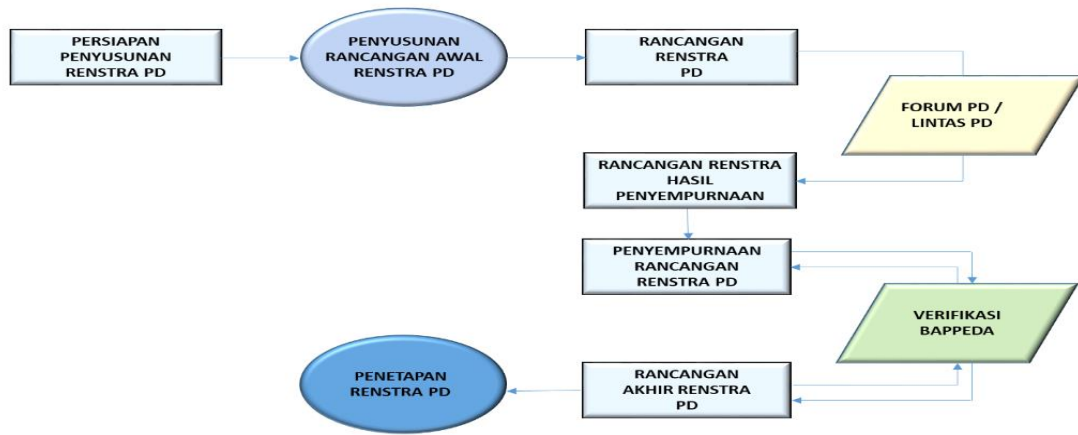 PERSIAPAN
PENYUSUNAN
RENSTRA PD
PENYUSUNAN
RANCANGAN AWAL
RENSTRA PD
RANCANGAN
RENSTRA
PD
FORUM PD /
LINTAS PD
RANCANGAN RENSTRA
HASIL
PENYEMPURNAAN
PENYEMPURNAAN
RANCANGAN
RENSTRA PD
VERIFIKASI
BAPPEDA
RANCANGAN
AKHIR RENSTRA
PD
PENETAPAN
RENSTRA PD